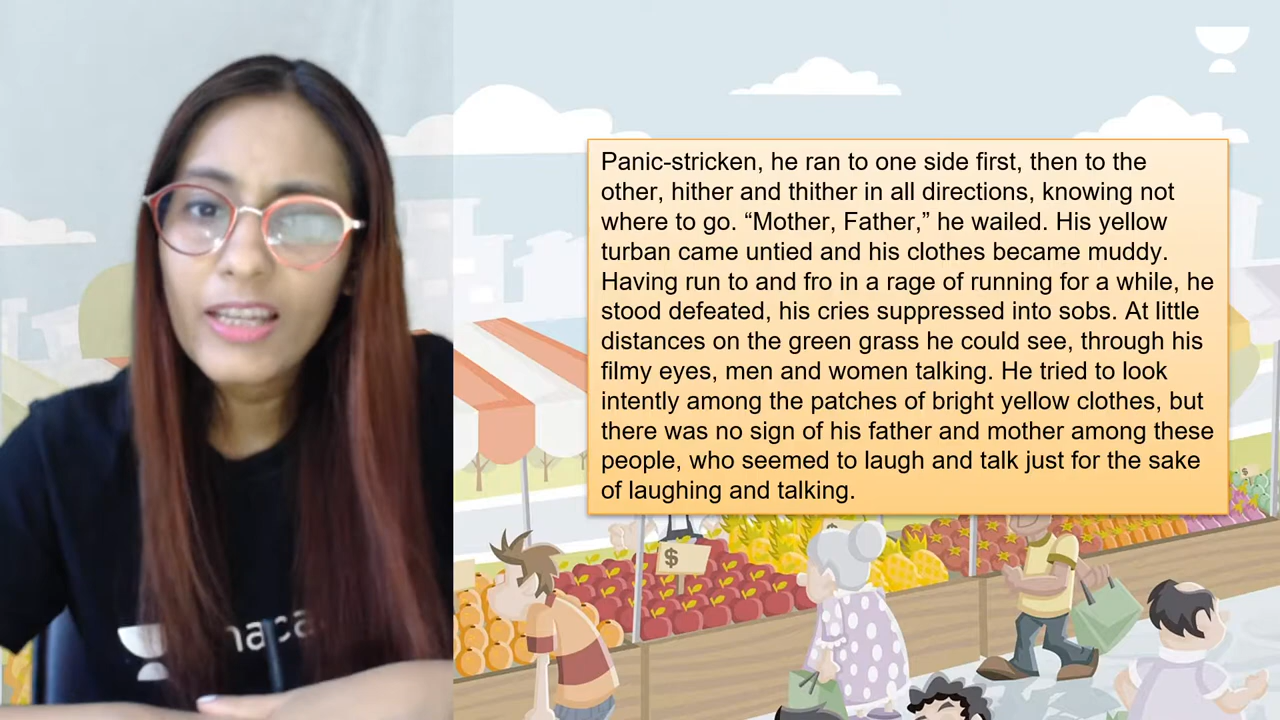 Panic-stricken, he ran to one side first, then to the
other, hither and thither in all directions, knowing not
where to go. “Mother, Father,” he wailed. His yellow
turban came untied and his clothes became muddy.
Having run to and fro in a rage of running for a while, he
stood defeated, his cries suppressed into sobs. At little
distances on the green grass he could see, through his
filmy eyes, men and women talking. He tried to look
intently among the patches of bright yellow clothes, but
there was no sign of his father and mother among these
people, who seemed to laugh and talk just for the sake
of laughing and talking.
$
$